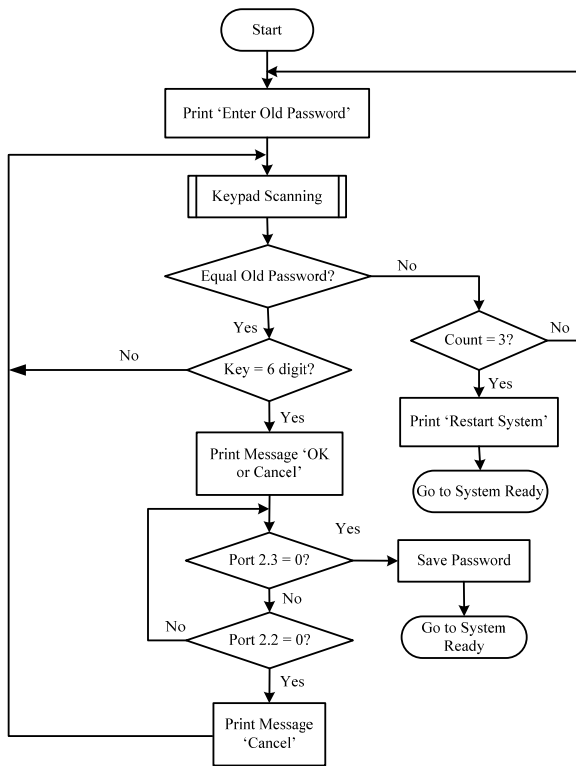 Start
Print ‘Enter Old Password’
Keypad Scanning
Equal Old Password?
No
Yes
Count = 3?
No
No
Key = 6 digit?
Yes
Yes
Print ‘Restart System’
Print Message ‘OK
or Cancel’
Go to System Ready
Yes
Port 2.3 = 0?
Save Password
No
No
Port 2.2 = 0?
Go to System
Ready
Yes
Print Message
‘Cancel’